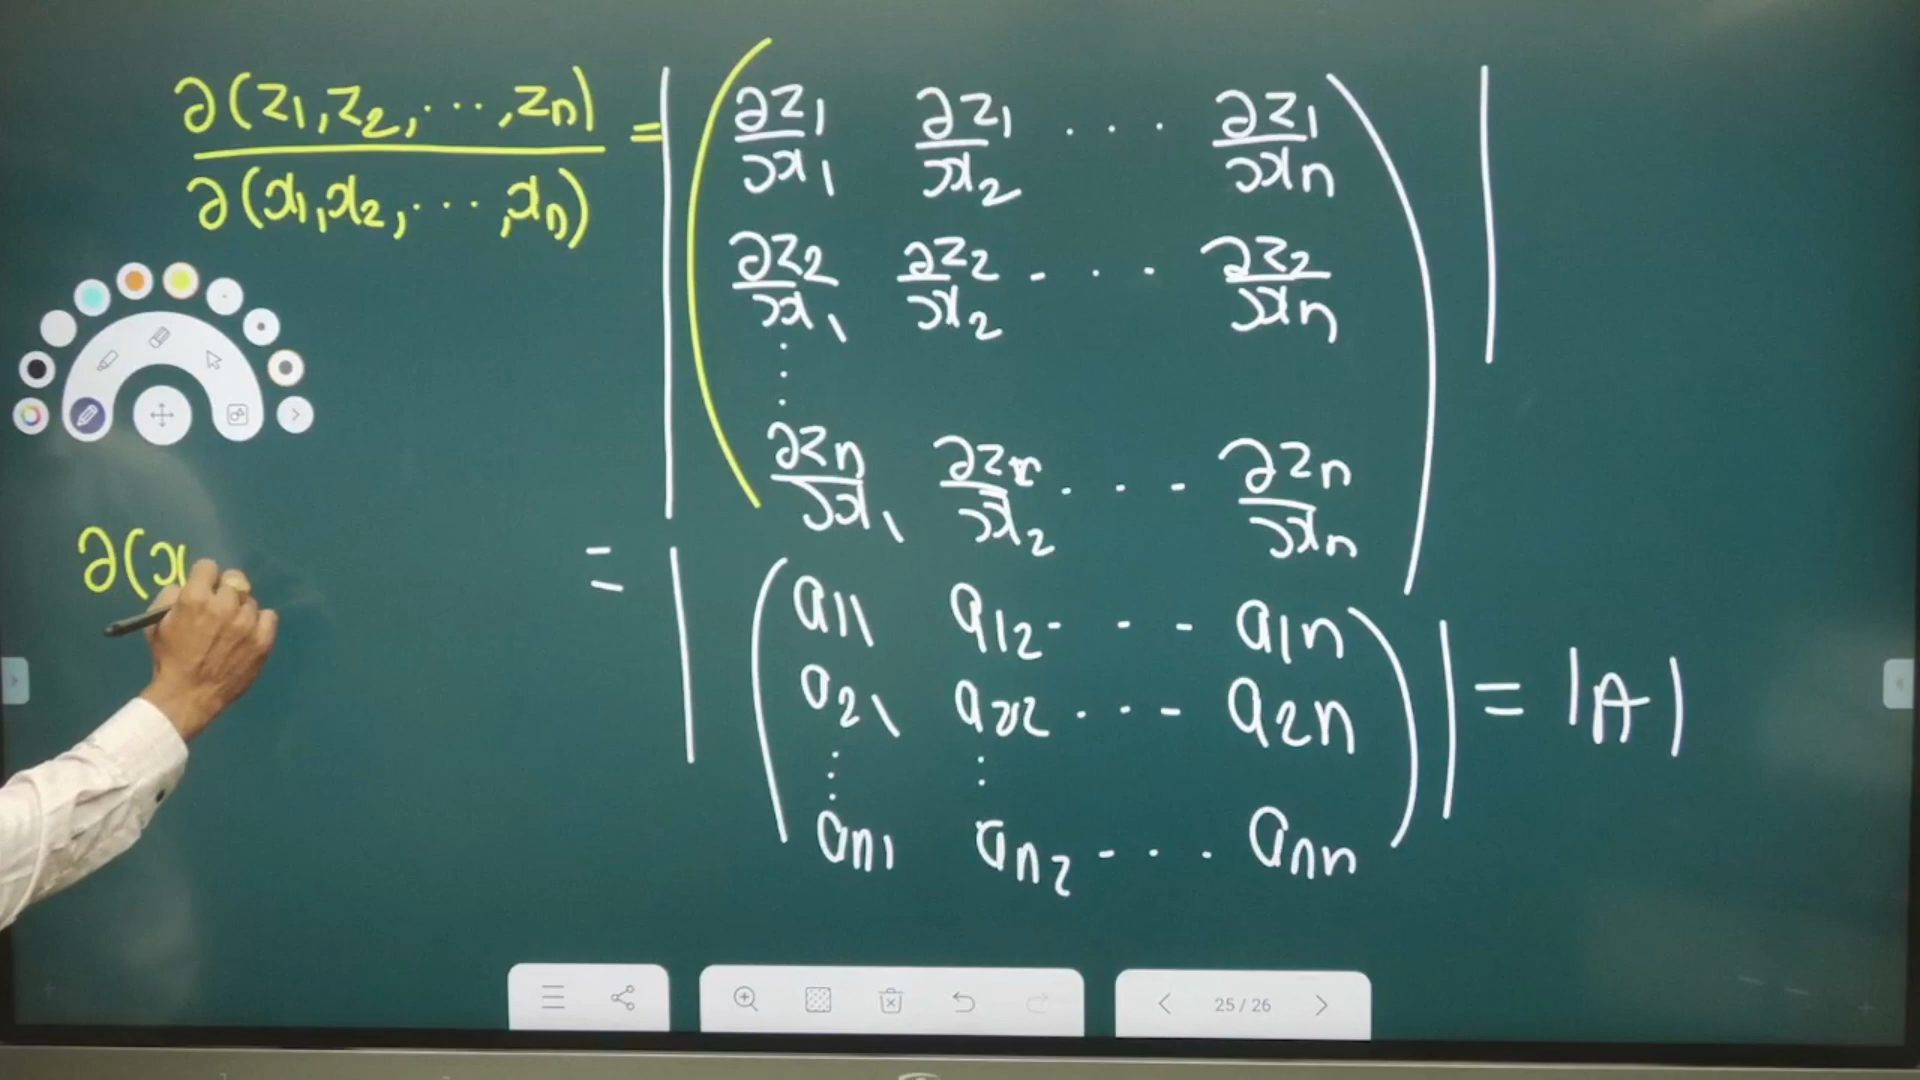 ∂(z₁,z₂,...,zₙ) / ∂(x₁,x₂,...,xₙ) = | ( ∂z₁/∂x₁ ∂z₁/∂x₂ ... ∂z₁/∂xₙ
∂z₂/∂x₁ ∂z₂/∂x₂ ... ∂z₂/∂xₙ
⋮
∂zₙ/∂x₁ ∂zₙ/∂x₂ ... ∂zₙ/∂xₙ ) |
= | ( a₁₁ a₁₂ ... a₁ₙ
a₂₁ a₂₂ ... a₂ₙ
⋮ ⋮
aₙ₁ aₙ₂ ... aₙₙ ) | = |A|
∂(x
25 / 26